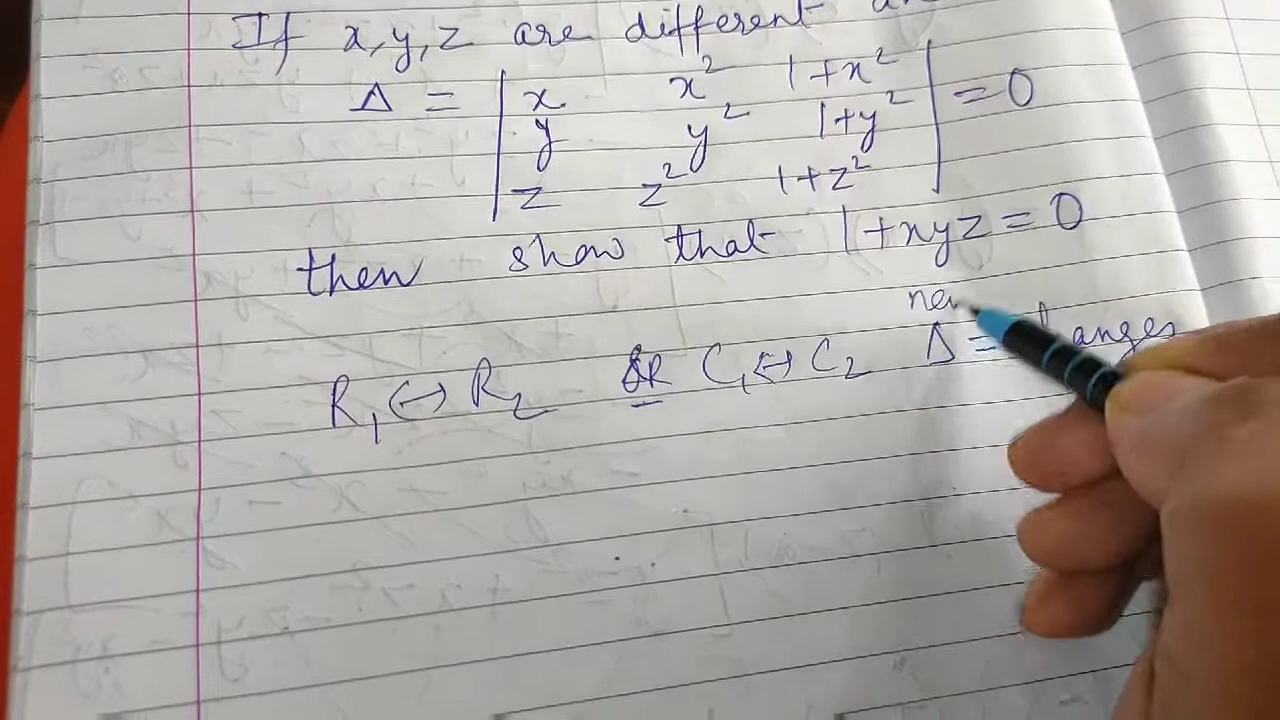 If x, y, z are different
Δ = | x x² 1+x² | = 0
y y² 1+y²
z z² 1+z²
then show that 1+xyz = 0
R₁ ↔ R₂ OR C₁ ↔ C₂ Δ =